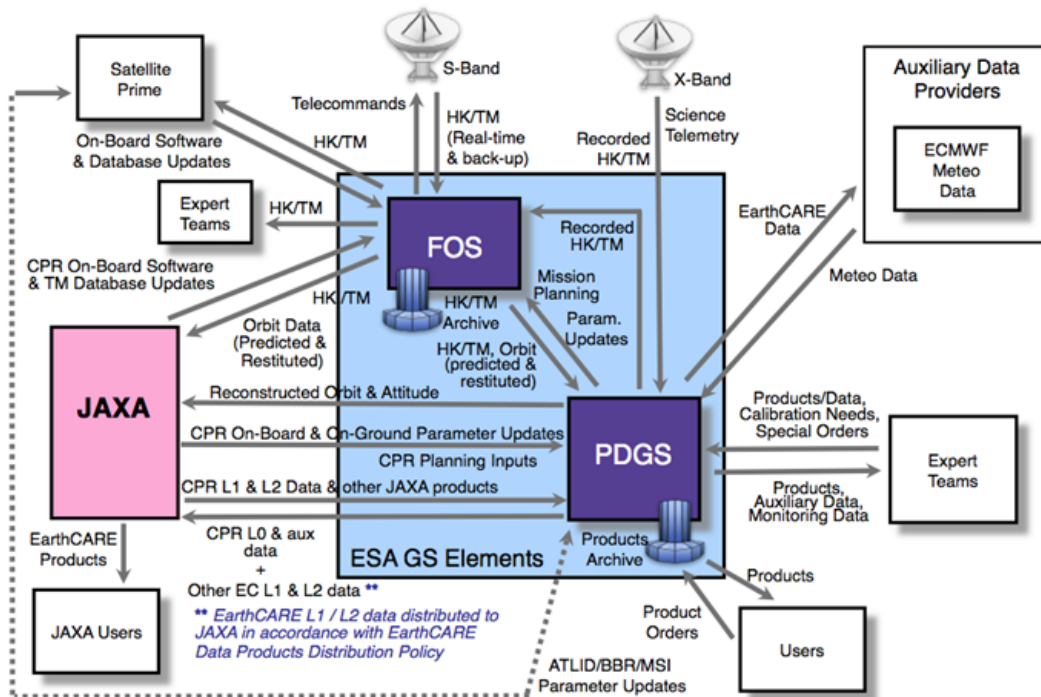 Satellite
Prime
S-Band
X-Band
Auxiliary Data
Providers
ECMWF
Meteo
Data
Telecommands
HK/TM
HK/TM
(Real-time
& back-up)
Science
Telemetry
Recorded
HK/TM
On-Board Software
& Database Updates
Expert
Teams
HK/TM
FOS
Recorded
HK/TM
EarthCARE
Data
CPR On-Board Software
& TM Database Updates
HK/TM
HK/TM
Archive
Mission
Planning
Param.
Updates
Meteo Data
Orbit Data
(Predicted &
Restituted)
HK/TM, Orbit
(predicted &
restituted)
JAXA
Reconstructed Orbit & Attitude
CPR On-Board & On-Ground Parameter Updates
CPR Planning Inputs
CPR L1 & L2 Data & other JAXA products
PDGS
Products/Data,
Calibration Needs,
Special Orders
Expert
Teams
Products,
Auxiliary Data,
Monitoring Data
EarthCARE
Products
CPR L0 & aux
data
+
Other EC L1 & L2 data **
ESA GS Elements
Products
Archive
Products
** EarthCARE L1 / L2 data distributed to
JAXA in accordance with EarthCARE
Data Products Distribution Policy
JAXA Users
Product
Orders
Users
ATLID/BBR/MSI
Parameter Updates